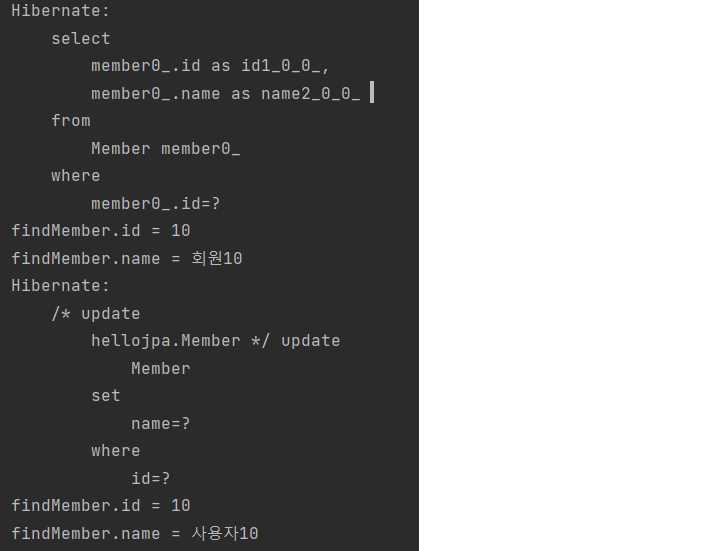 Hibernate:
    select
        member0_.id as id1_0_0_,
        member0_.name as name2_0_0_
    from
        Member member0_
    where
        member0_.id=?
findMember.id = 10
findMember.name = 회원10
Hibernate:
    /* update
        hellojpa.Member */ update
            Member
        set
            name=?
        where
            id=?
findMember.id = 10
findMember.name = 사용자10